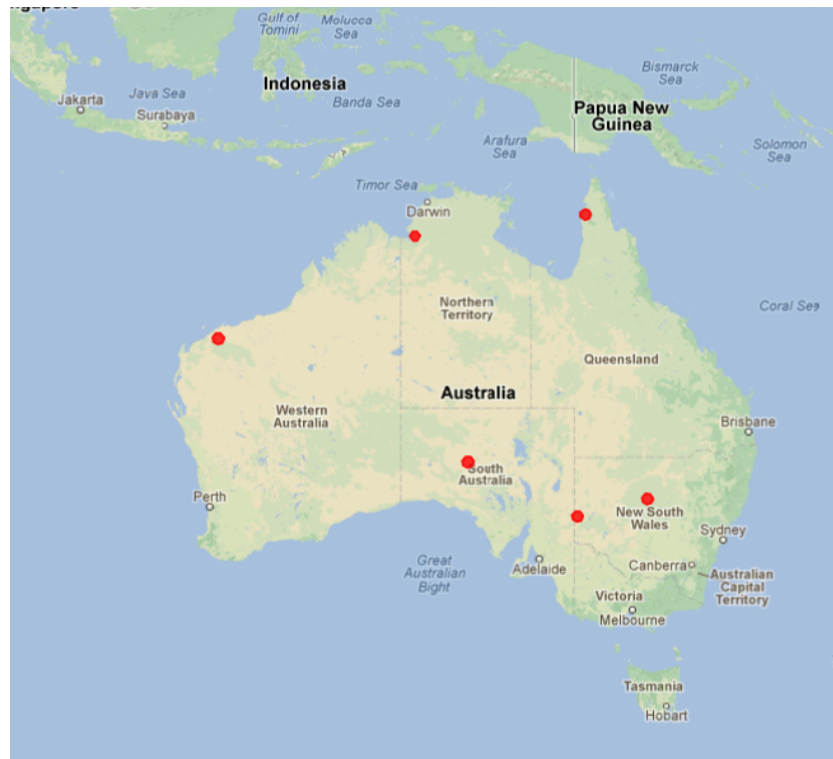 Gulf of
Tomini
Molucca
Sea
Bismarck
Sea
Indonesia
Java Sea
Jakarta
Surabaya
Banda Sea
Papua New
Guinea
Arafura
Sea
Solomon
Sea
Timor Sea
Darwin
Northern
Territory
Coral Sea
Queensland
Australia
Western
Australia
Brisbane
South
Australia
Perth
New South
Wales
Sydney
Great
Australian
Bight
Adelaide
Canberra
Australian
Capital
Territory
Victoria
Melbourne
Tasmania
Hobart